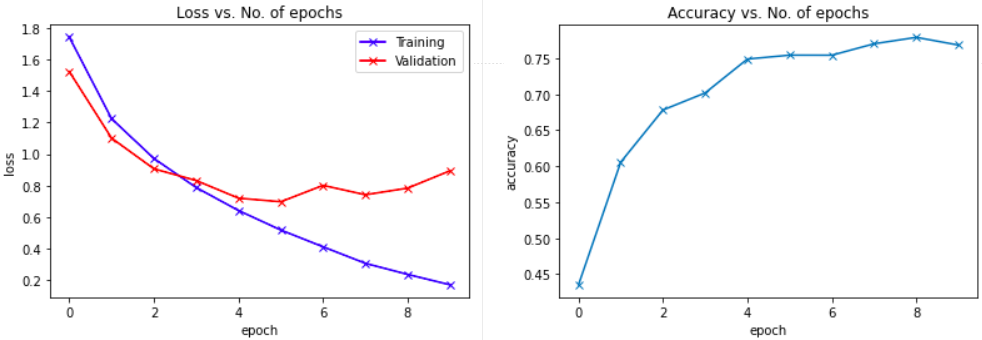 Loss vs. No. of epochs
1.8
1.6
1.4
1.2
1.0
0.8
0.6
0.4
0.2
loss
Training
Validation
0 2 4 6 8
epoch
Accuracy vs. No. of epochs
0.75
0.70
0.65
0.60
0.55
0.50
0.45
accuracy
0 2 4 6 8
epoch